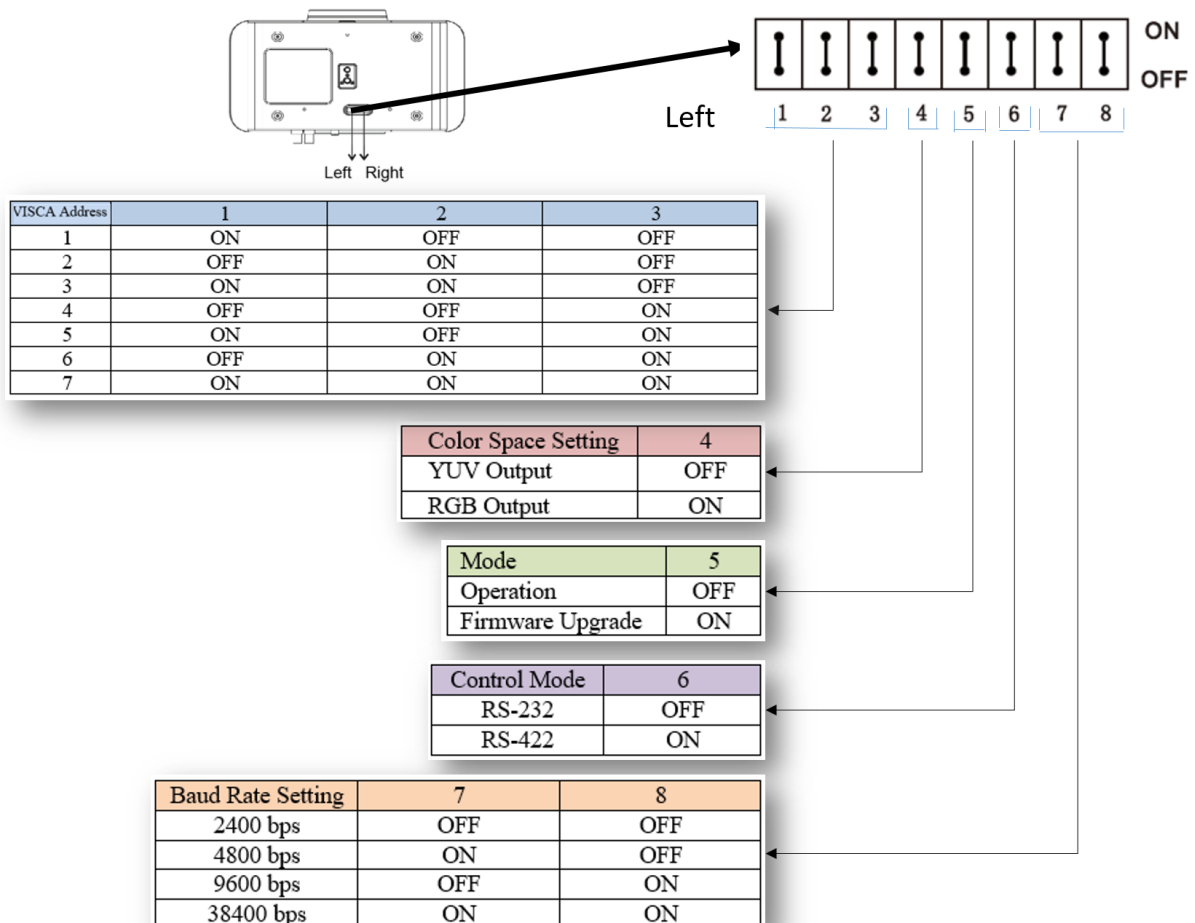 ON
OFF
Left 1 2 3 4 5 6 7 8
Left Right
VISCA Address 1 2 3
1 ON OFF OFF
2 OFF ON OFF
3 ON ON OFF
4 OFF OFF ON
5 ON OFF ON
6 OFF ON ON
7 ON ON ON
Color Space Setting 4
YUV Output OFF
RGB Output ON
Mode 5
Operation OFF
Firmware Upgrade ON
Control Mode 6
RS-232 OFF
RS-422 ON
Baud Rate Setting 7 8
2400 bps OFF OFF
4800 bps ON OFF
9600 bps OFF ON
38400 bps ON ON